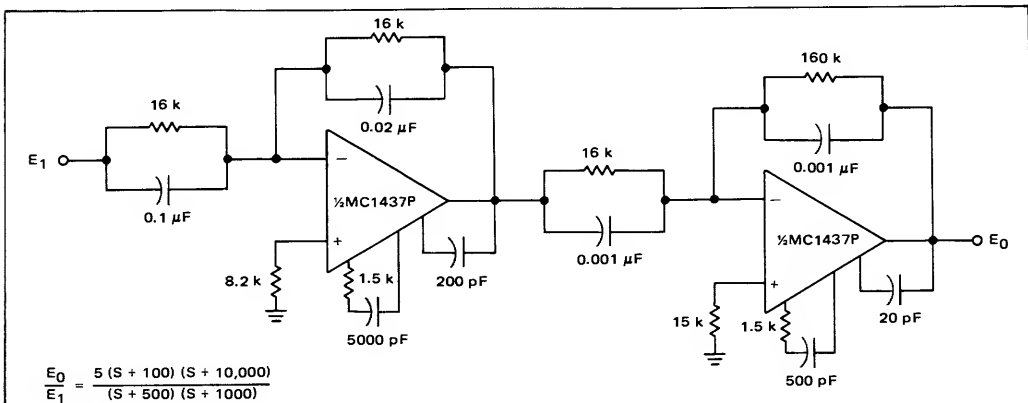 16 k
160 k
16 k
0.02 μF
16 k
0.001 μF
E₁
−
−
0.1 μF
½MC1437P
½MC1437P
E₀
0.001 μF
+
+
8.2 k
1.5 k
200 pF
15 k
1.5 k
20 pF
5000 pF
500 pF
E₀/E₁ = 5 (S + 100) (S + 10,000)/(S + 500) (S + 1000)